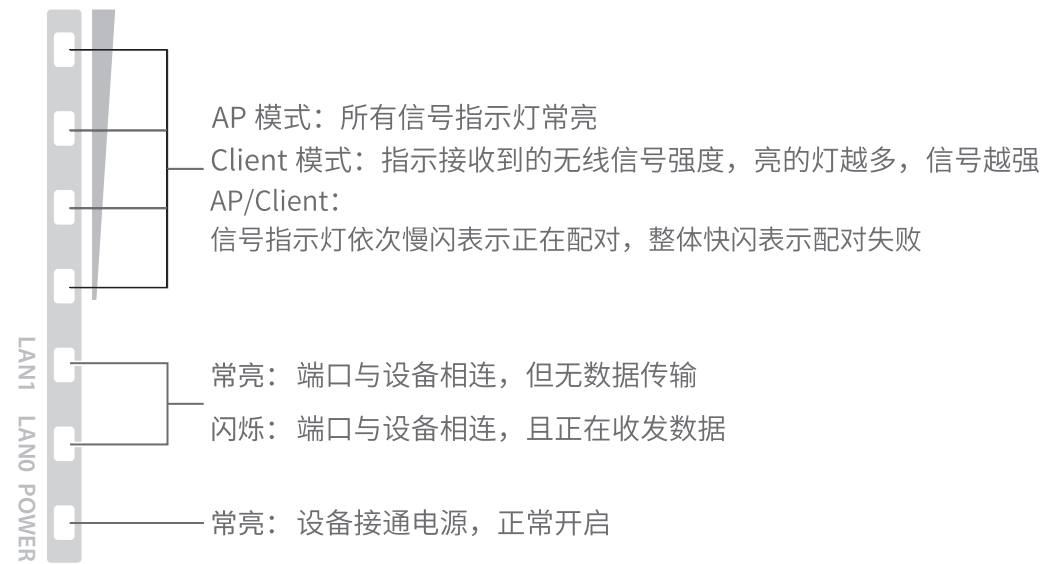 AP 模式：所有信号指示灯常亮
Client 模式：指示接收到的无线信号强度，亮的灯越多，信号越强
AP/Client：
信号指示灯依次慢闪表示正在配对，整体快闪表示配对失败
LAN1
常亮： 端口与设备相连，但无数据传输
闪烁： 端口与设备相连，且正在收发数据
LAN0
POWER
常亮： 设备接通电源，正常开启